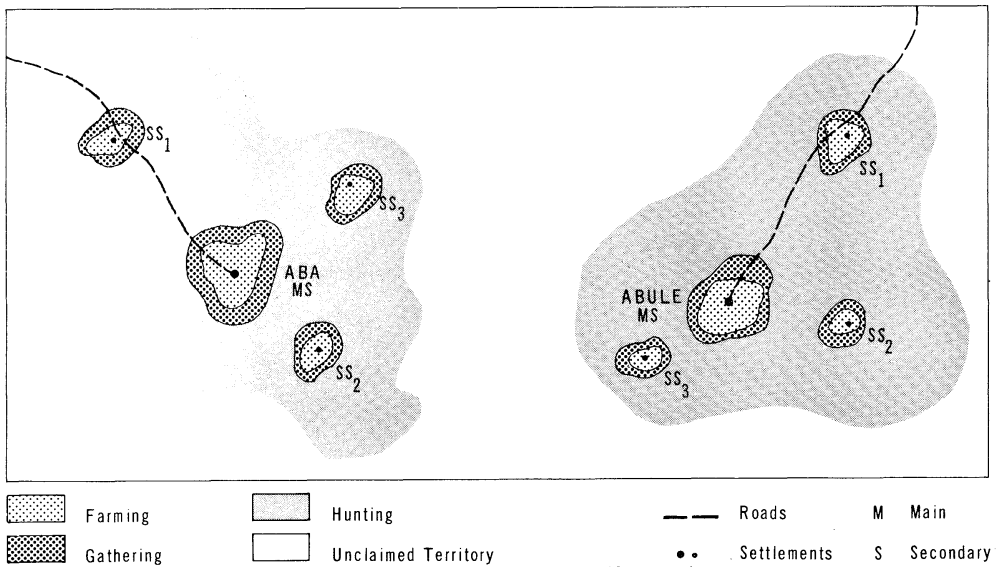 SS1
SS3
ABA
MS
SS2
SS1
ABULE
MS
SS2
SS3
Farming
Gathering
Hunting
Unclaimed Territory
Roads
Settlements
M Main
S Secondary